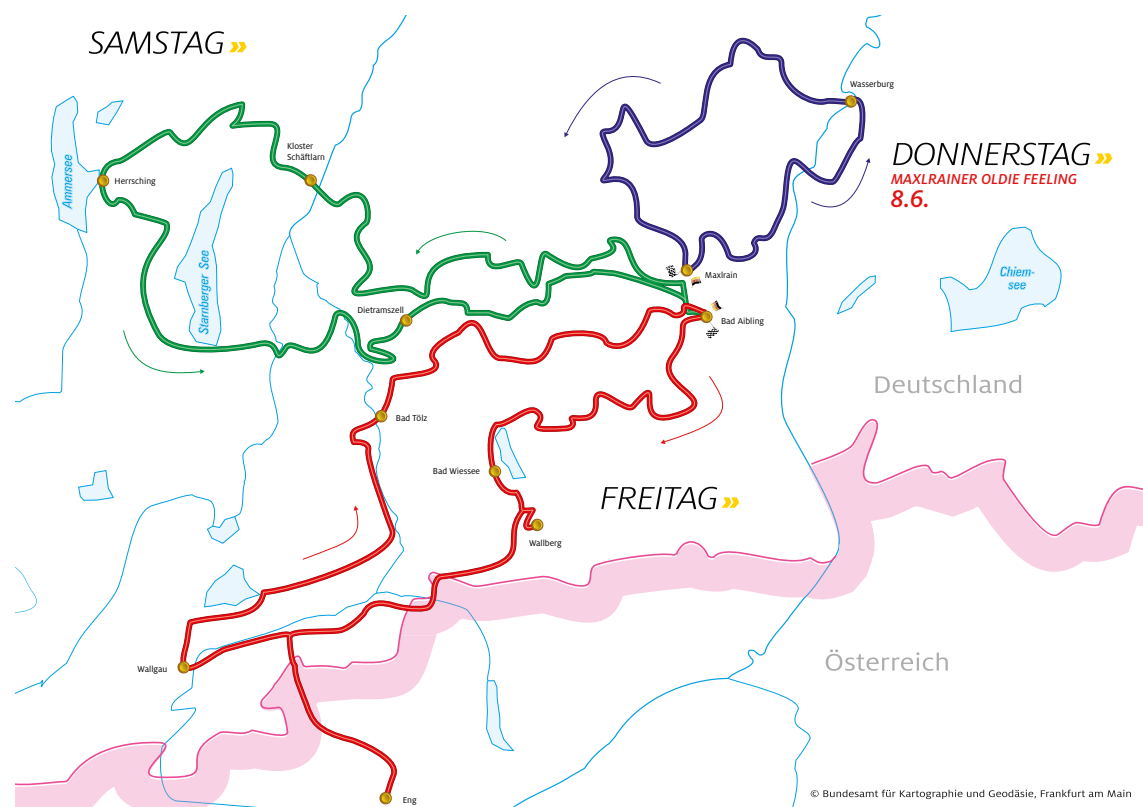 SAMSTAG »
Wasserburg
Kloster
Schäftlarn
DONNERSTAG »
MAXLRAINER OLDIE FEELING
8.6.
Ammersee
Herrsching
Starnberger See
Maxlrain
Chiem-
see
Dietramszell
Bad Aibling
Deutschland
Bad Tölz
Bad Wiessee
FREITAG »
Wallberg
Wallgau
Österreich
Eng
© Bundesamt für Kartographie und Geodäsie, Frankfurt am Main